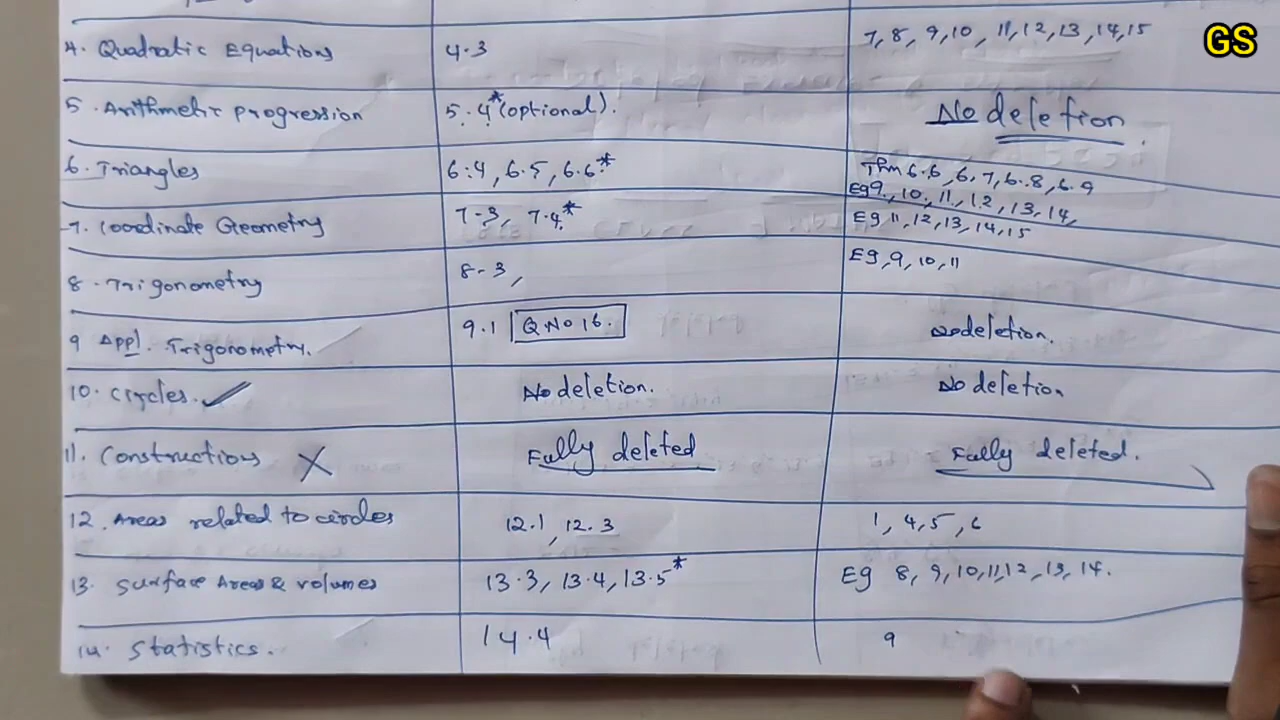 GS
4. Quadratic Equations 4.3 7, 8, 9, 10, 11, 12, 13, 14, 15
5. Arithmetic progression 5.4* (optional). No deletion.
6. Triangles 6.4, 6.5, 6.6* Thm 6.6, 6.7, 6.8, 6.9
Eg 9, 10, 11, 12, 13, 14,
7. Coordinate Geometry 7.3, 7.4* Eg 11, 12, 13, 14, 15
8. Trigonometry 8-3, Eg, 9, 10, 11
9 Appl. Trigonometry. 9.1 Q No 16. No deletion.
10. Circles. No deletion. No deletion
11. Constructions X Fully deleted Fully deleted.
12. Areas related to circles 12.1, 12.3 1, 4, 5, 6
13. Surface Areas & volumes 13.3, 13.4, 13.5* Eg 8, 9, 10, 11, 12, 13, 14.
14. Statistics. 14.4 9